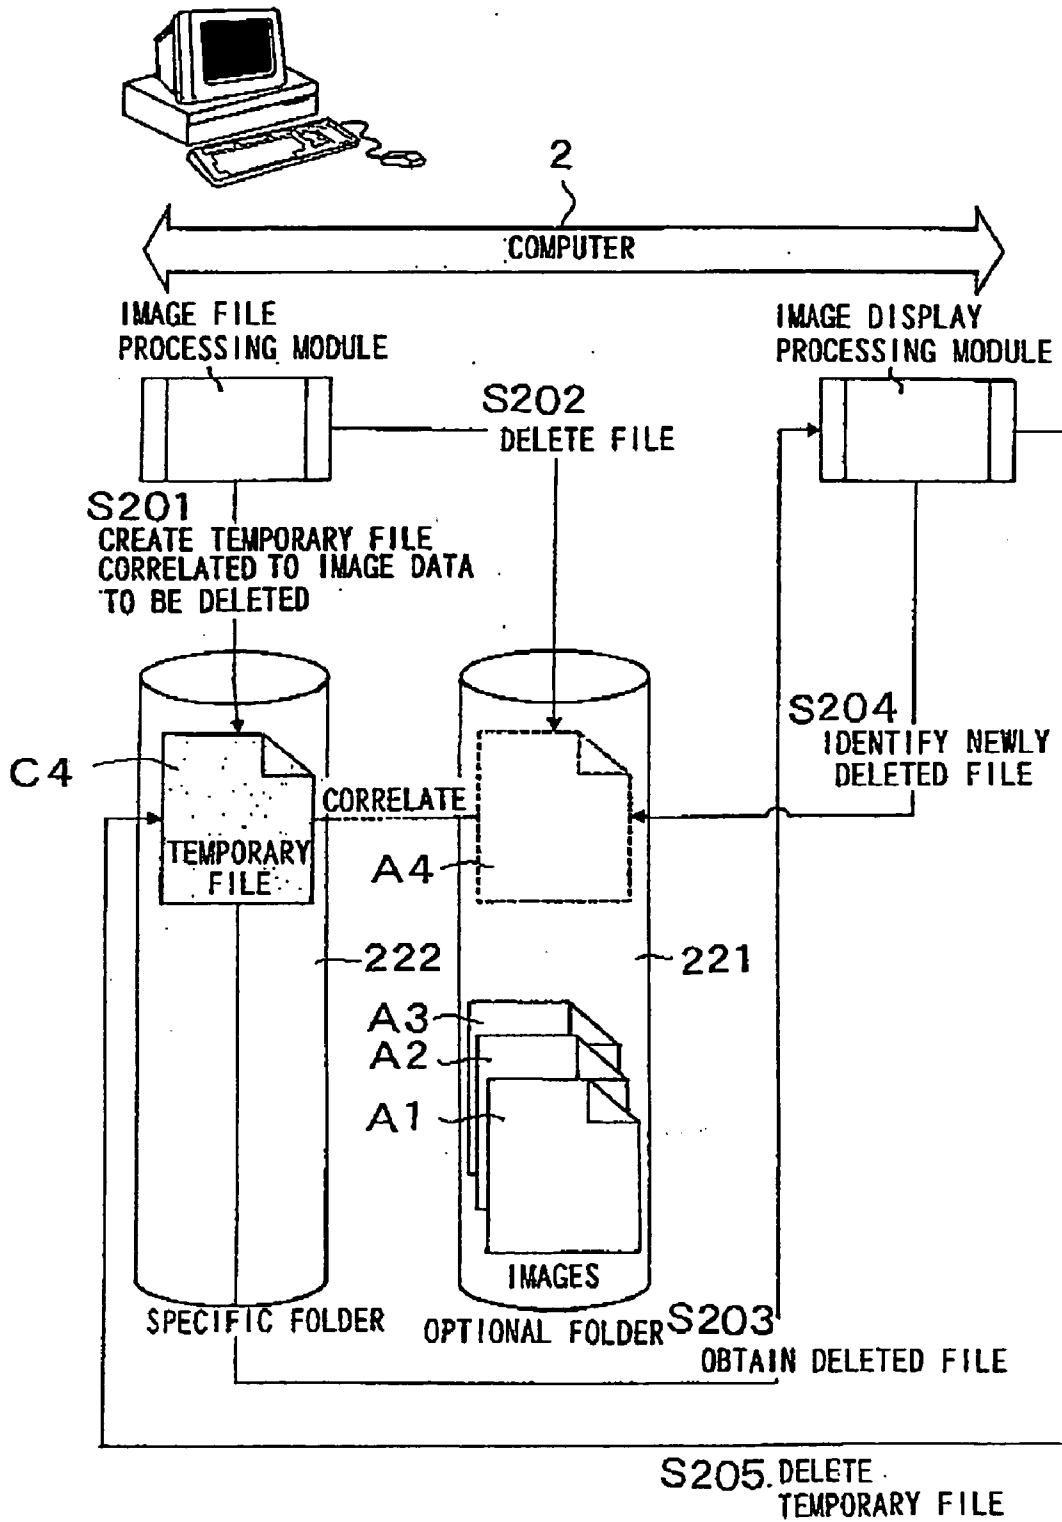 2
COMPUTER
IMAGE FILE
PROCESSING MODULE
IMAGE DISPLAY
PROCESSING MODULE
S202
DELETE FILE
S201
CREATE TEMPORARY FILE
CORRELATED TO IMAGE DATA
TO BE DELETED
S204
IDENTIFY NEWLY
DELETED FILE
C4
CORRELATE
TEMPORARY
FILE
A4
222
221
A3
A2
A1
IMAGES
SPECIFIC FOLDER
OPTIONAL FOLDER
S203
OBTAIN DELETED FILE
S205.
DELETE
TEMPORARY FILE